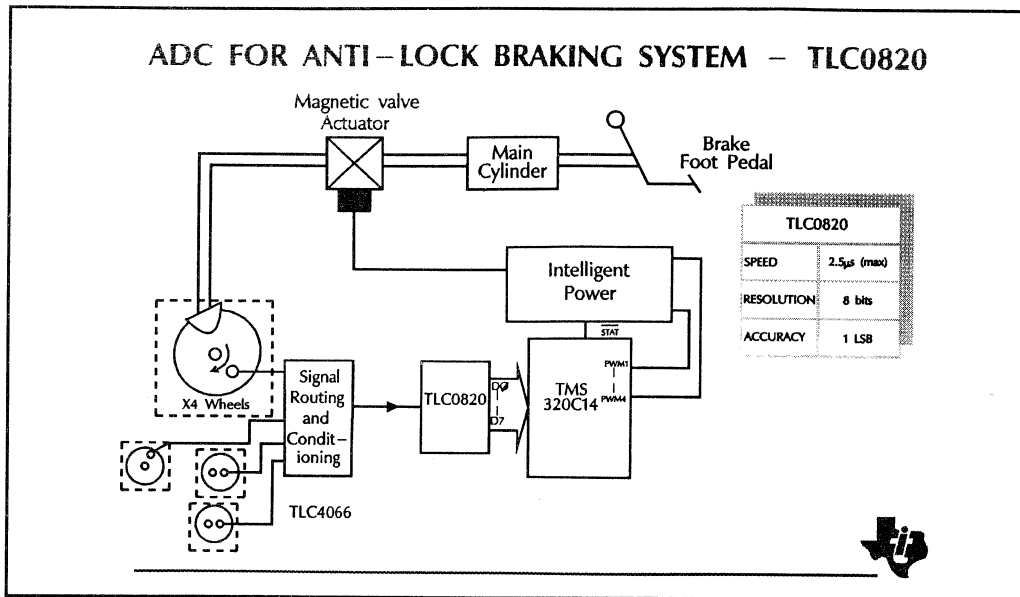 ADC FOR ANTI-LOCK BRAKING SYSTEM - TLC0820
Magnetic valve
Actuator
Main
Cylinder
Brake
Foot Pedal
TLC0820
SPEED 2.5μs (max)
RESOLUTION 8 bits
ACCURACY 1 LSB
Intelligent
Power
STAT
X4 Wheels
Signal
Routing
and
Condit-
ioning
TLC0820
D0
D7
TMS
320C14
PWM1
PWM4
TLC4066
ti